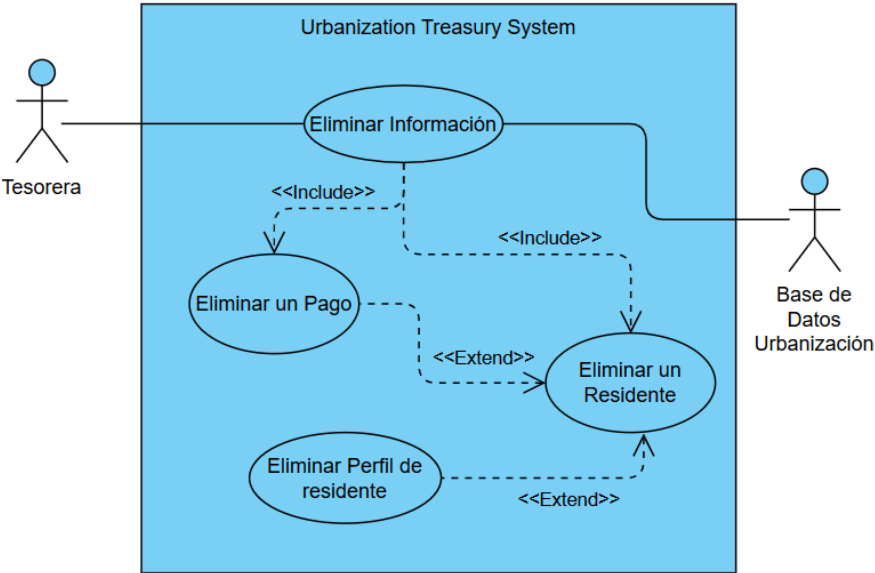 Urbanization Treasury System
Eliminar Información
Tesorera
<<Include>>
<<Include>>
Eliminar un Pago
Base de
Datos
Urbanización
<<Extend>>
Eliminar un
Residente
Eliminar Perfil de
residente
<<Extend>>